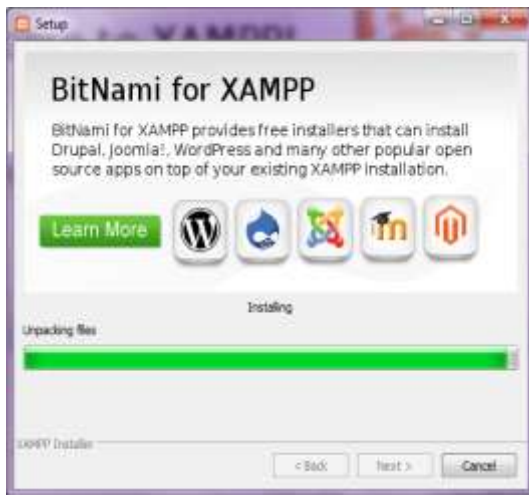 Setup
BitNami for XAMPP
BitNami for XAMPP provides free installers that can install
Drupal, Joomla!, WordPress and many other popular open
source apps on top of your existing XAMPP installation.
Learn More
Installing
Unpacking files
XAMPP Installer
< Back
Next >
Cancel